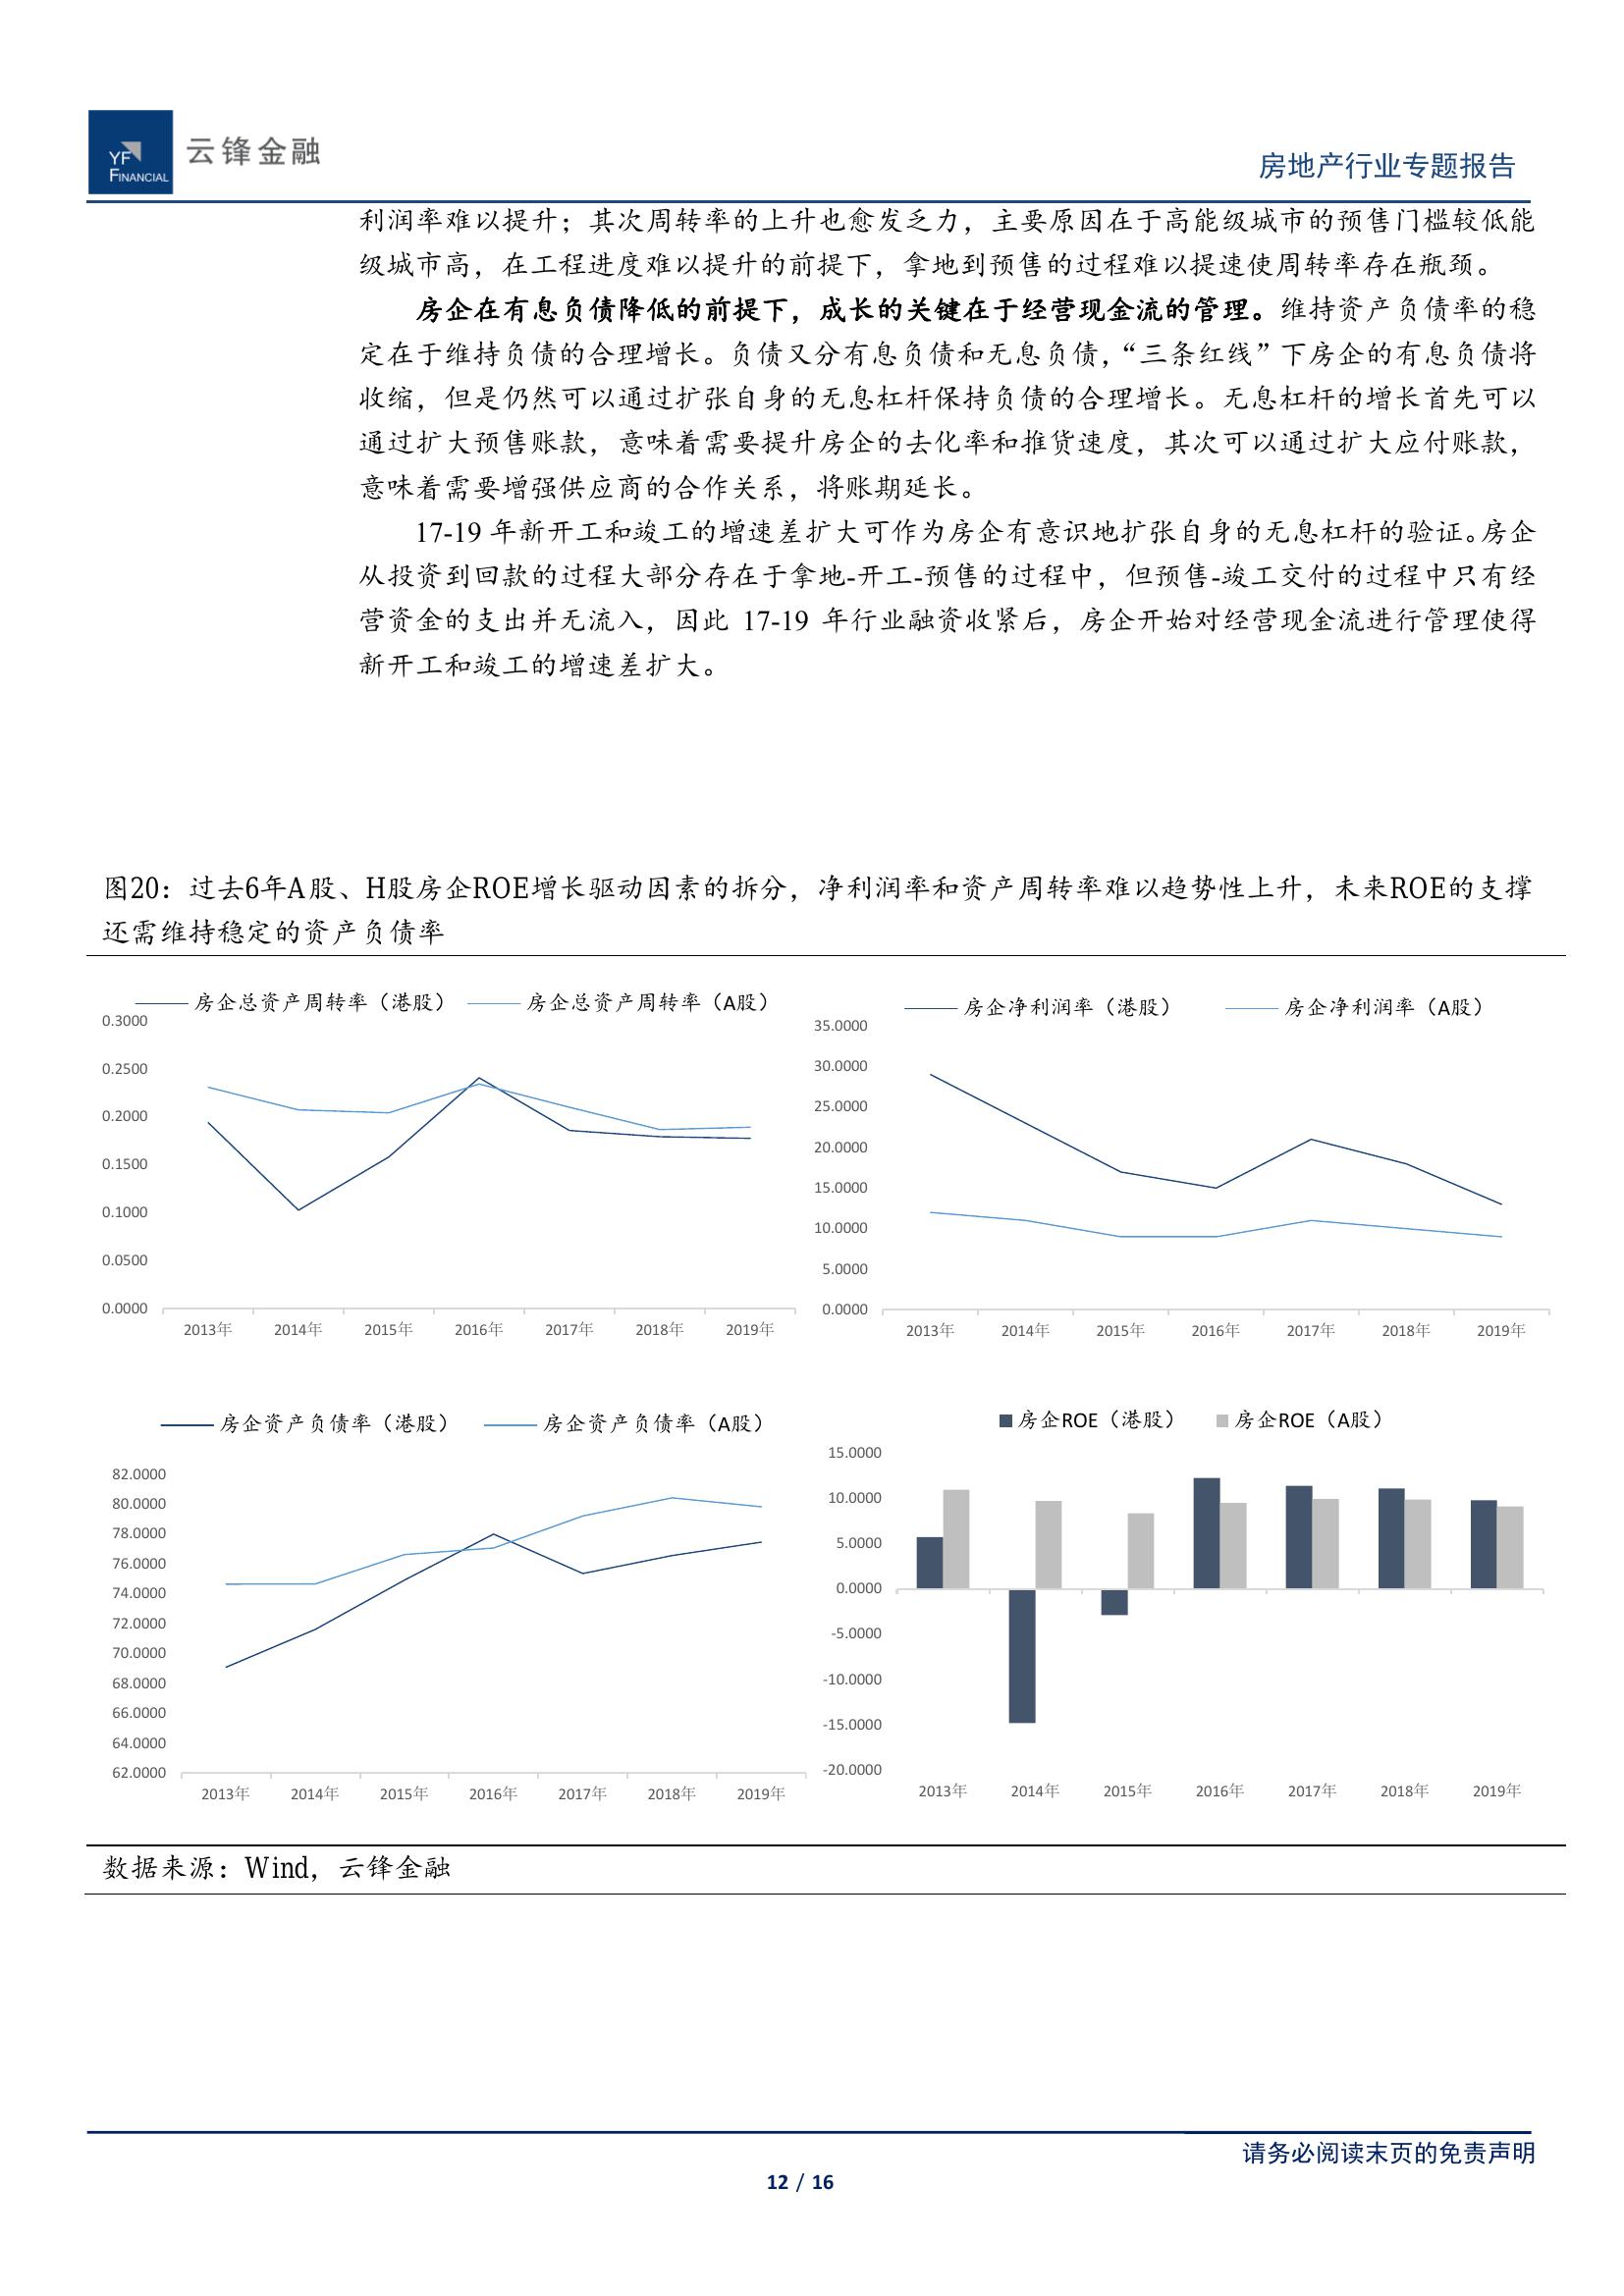 YF
FINANCIAL
云锋金融
房地产行业专题报告
利润率难以提升；其次周转率的上升也愈发乏力，主要原因在于高能级城市的预售门槛较低能
级城市高，在工程进度难以提升的前提下，拿地到预售的过程难以提速使周转率存在瓶颈。
房企在有息负债降低的前提下，成长的关键在于经营现金流的管理。维持资产负债率的稳
定在于维持负债的合理增长。负债又分有息负债和无息负债，“三条红线”下房企的有息负债将
收缩，但是仍然可以通过扩张自身的无息杠杆保持负债的合理增长。无息杠杆的增长首先可以
通过扩大预售账款，意味着需要提升房企的去化率和推货速度，其次可以通过扩大应付账款，
意味着需要增强供应商的合作关系，将账期延长。
17-19 年新开工和竣工的增速差扩大可作为房企有意识地扩张自身的无息杠杆的验证。房企
从投资到回款的过程大部分存在于拿地-开工-预售的过程中，但预售-竣工交付的过程中只有经
营资金的支出并无流入，因此 17-19 年行业融资收紧后，房企开始对经营现金流进行管理使得
新开工和竣工的增速差扩大。
图20：过去6年A股、H股房企ROE增长驱动因素的拆分，净利润率和资产周转率难以趋势性上升，未来ROE的支撑
还需维持稳定的资产负债率
房企总资产周转率（港股） 房企总资产周转率（A股）
0.3000
0.2500
0.2000
0.1500
0.1000
0.0500
0.0000
2013年 2014年 2015年 2016年 2017年 2018年 2019年
房企净利润率（港股） 房企净利润率（A股）
35.0000
30.0000
25.0000
20.0000
15.0000
10.0000
5.0000
0.0000
2013年 2014年 2015年 2016年 2017年 2018年 2019年
房企资产负债率（港股） 房企资产负债率（A股）
82.0000
80.0000
78.0000
76.0000
74.0000
72.0000
70.0000
68.0000
66.0000
64.0000
62.0000
2013年 2014年 2015年 2016年 2017年 2018年 2019年
房企ROE（港股） 房企ROE（A股）
15.0000
10.0000
5.0000
0.0000
-5.0000
-10.0000
-15.0000
-20.0000
2013年 2014年 2015年 2016年 2017年 2018年 2019年
数据来源：Wind，云锋金融
请务必阅读末页的免责声明
12 / 16